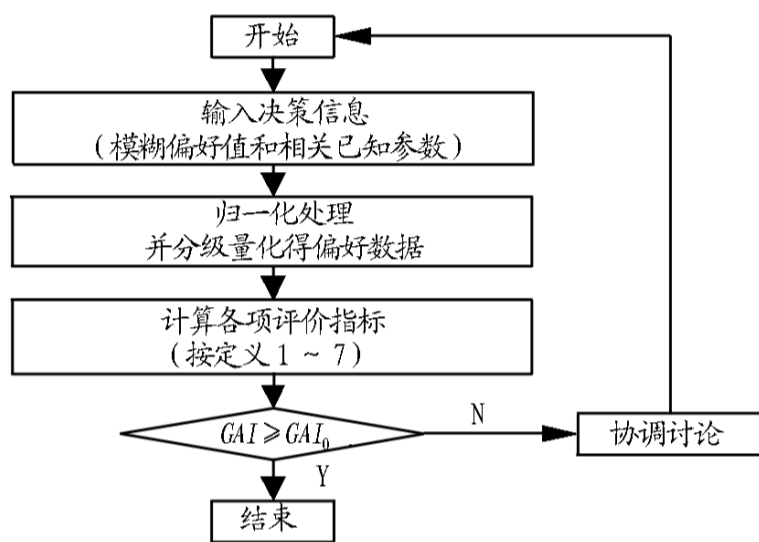 开始
输入决策信息
(模糊偏好值和相关已知参数)
归一化处理
并分级量化得偏好数据
计算各项评价指标
(按定义1 ~ 7)
GAI≥GAI₀
N
协调讨论
Y
结束